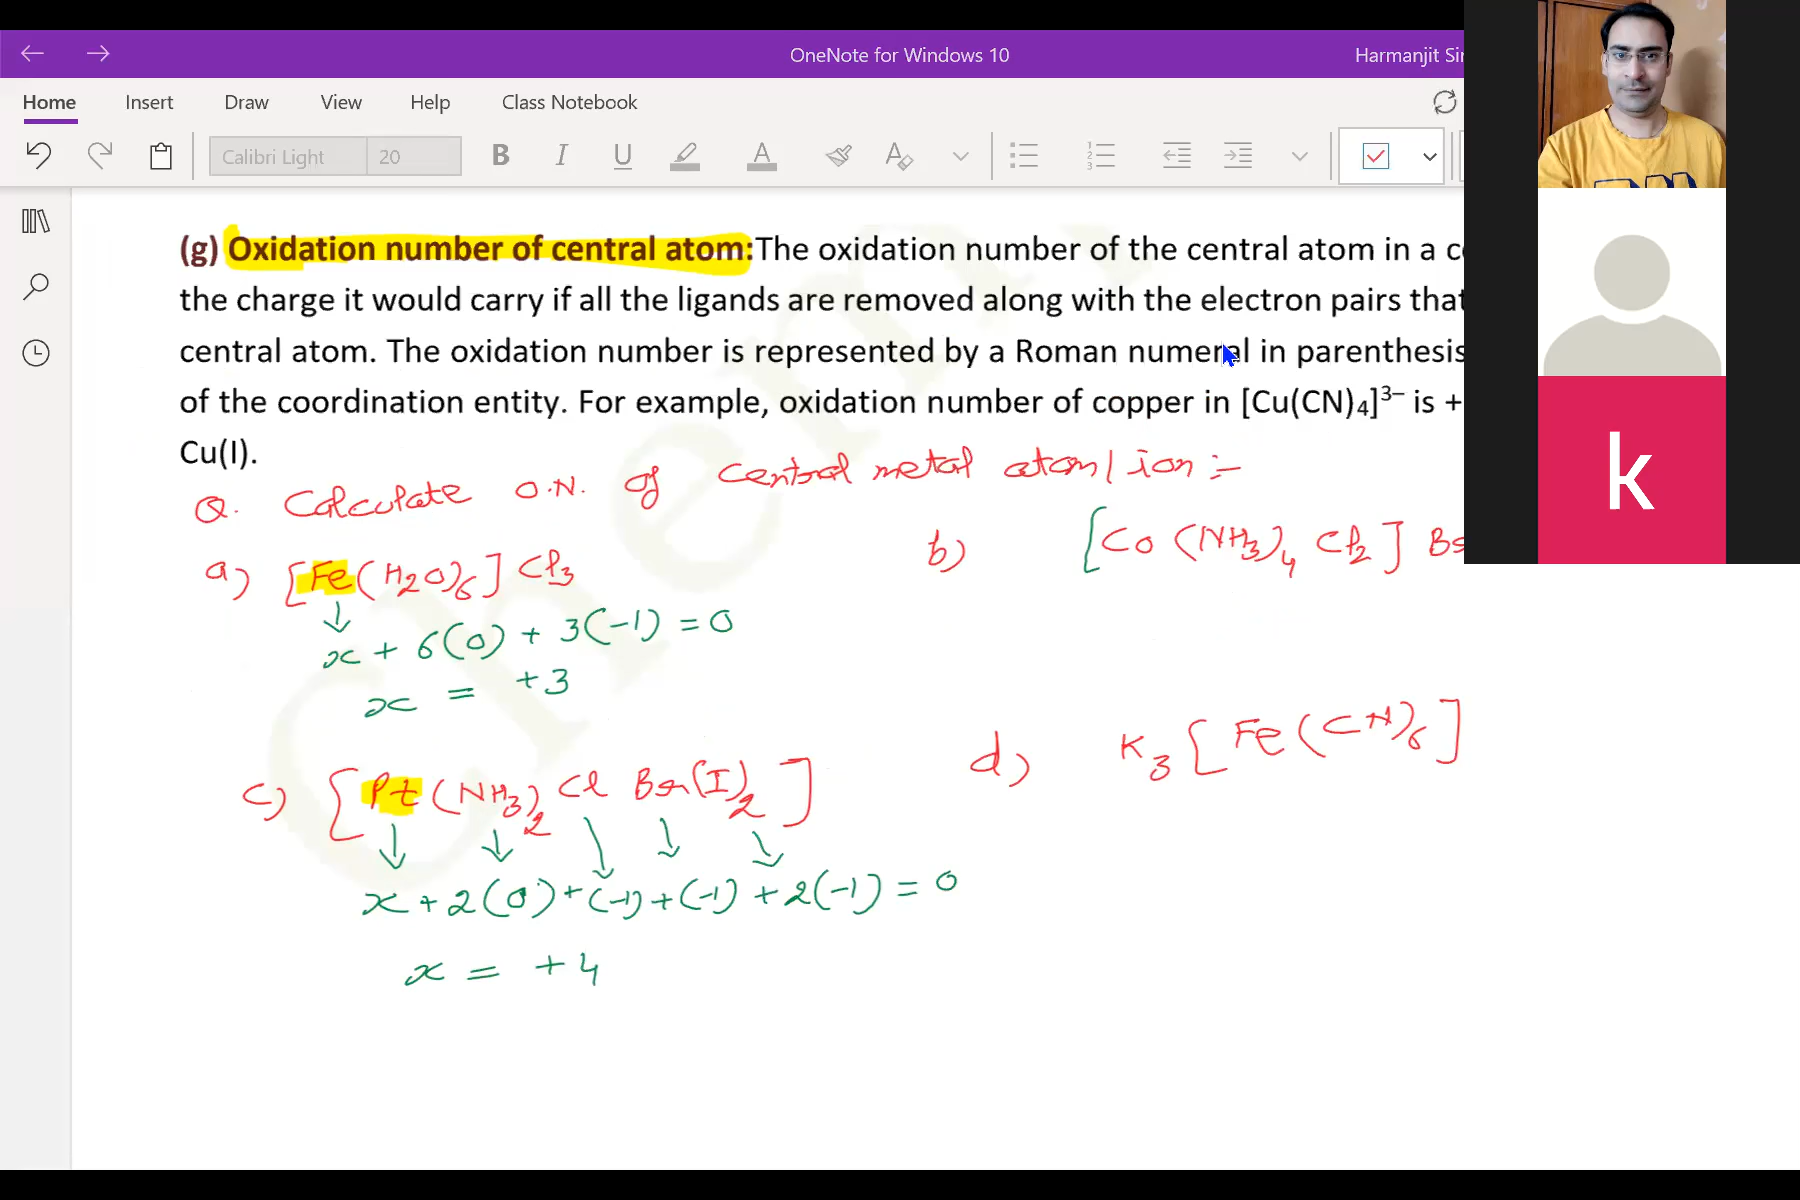 OneNote for Windows 10
Harmanjit Sin
Home Insert Draw View Help Class Notebook
Calibri Light 20 B I U A A
(g) Oxidation number of central atom:The oxidation number of the central atom in a c
the charge it would carry if all the ligands are removed along with the electron pairs that
central atom. The oxidation number is represented by a Roman numeral in parenthesis
of the coordination entity. For example, oxidation number of copper in [Cu(CN)₄]³⁻ is +
Cu(I).
Q. Calculate O.N. of central metal atom/ion :-
a) [Fe(H₂O)₆]Cl₃
b) [Co(NH₃)₄Cl₂]Br
x + 6(0) + 3(-1) = 0
x = +3
c) [Pt(NH₃)₂ Cl Br(I)₂]
d) K₃[Fe(CN)₆]
x + 2(0) + (-1) + (-1) + 2(-1) = 0
x = +4
k
Chem